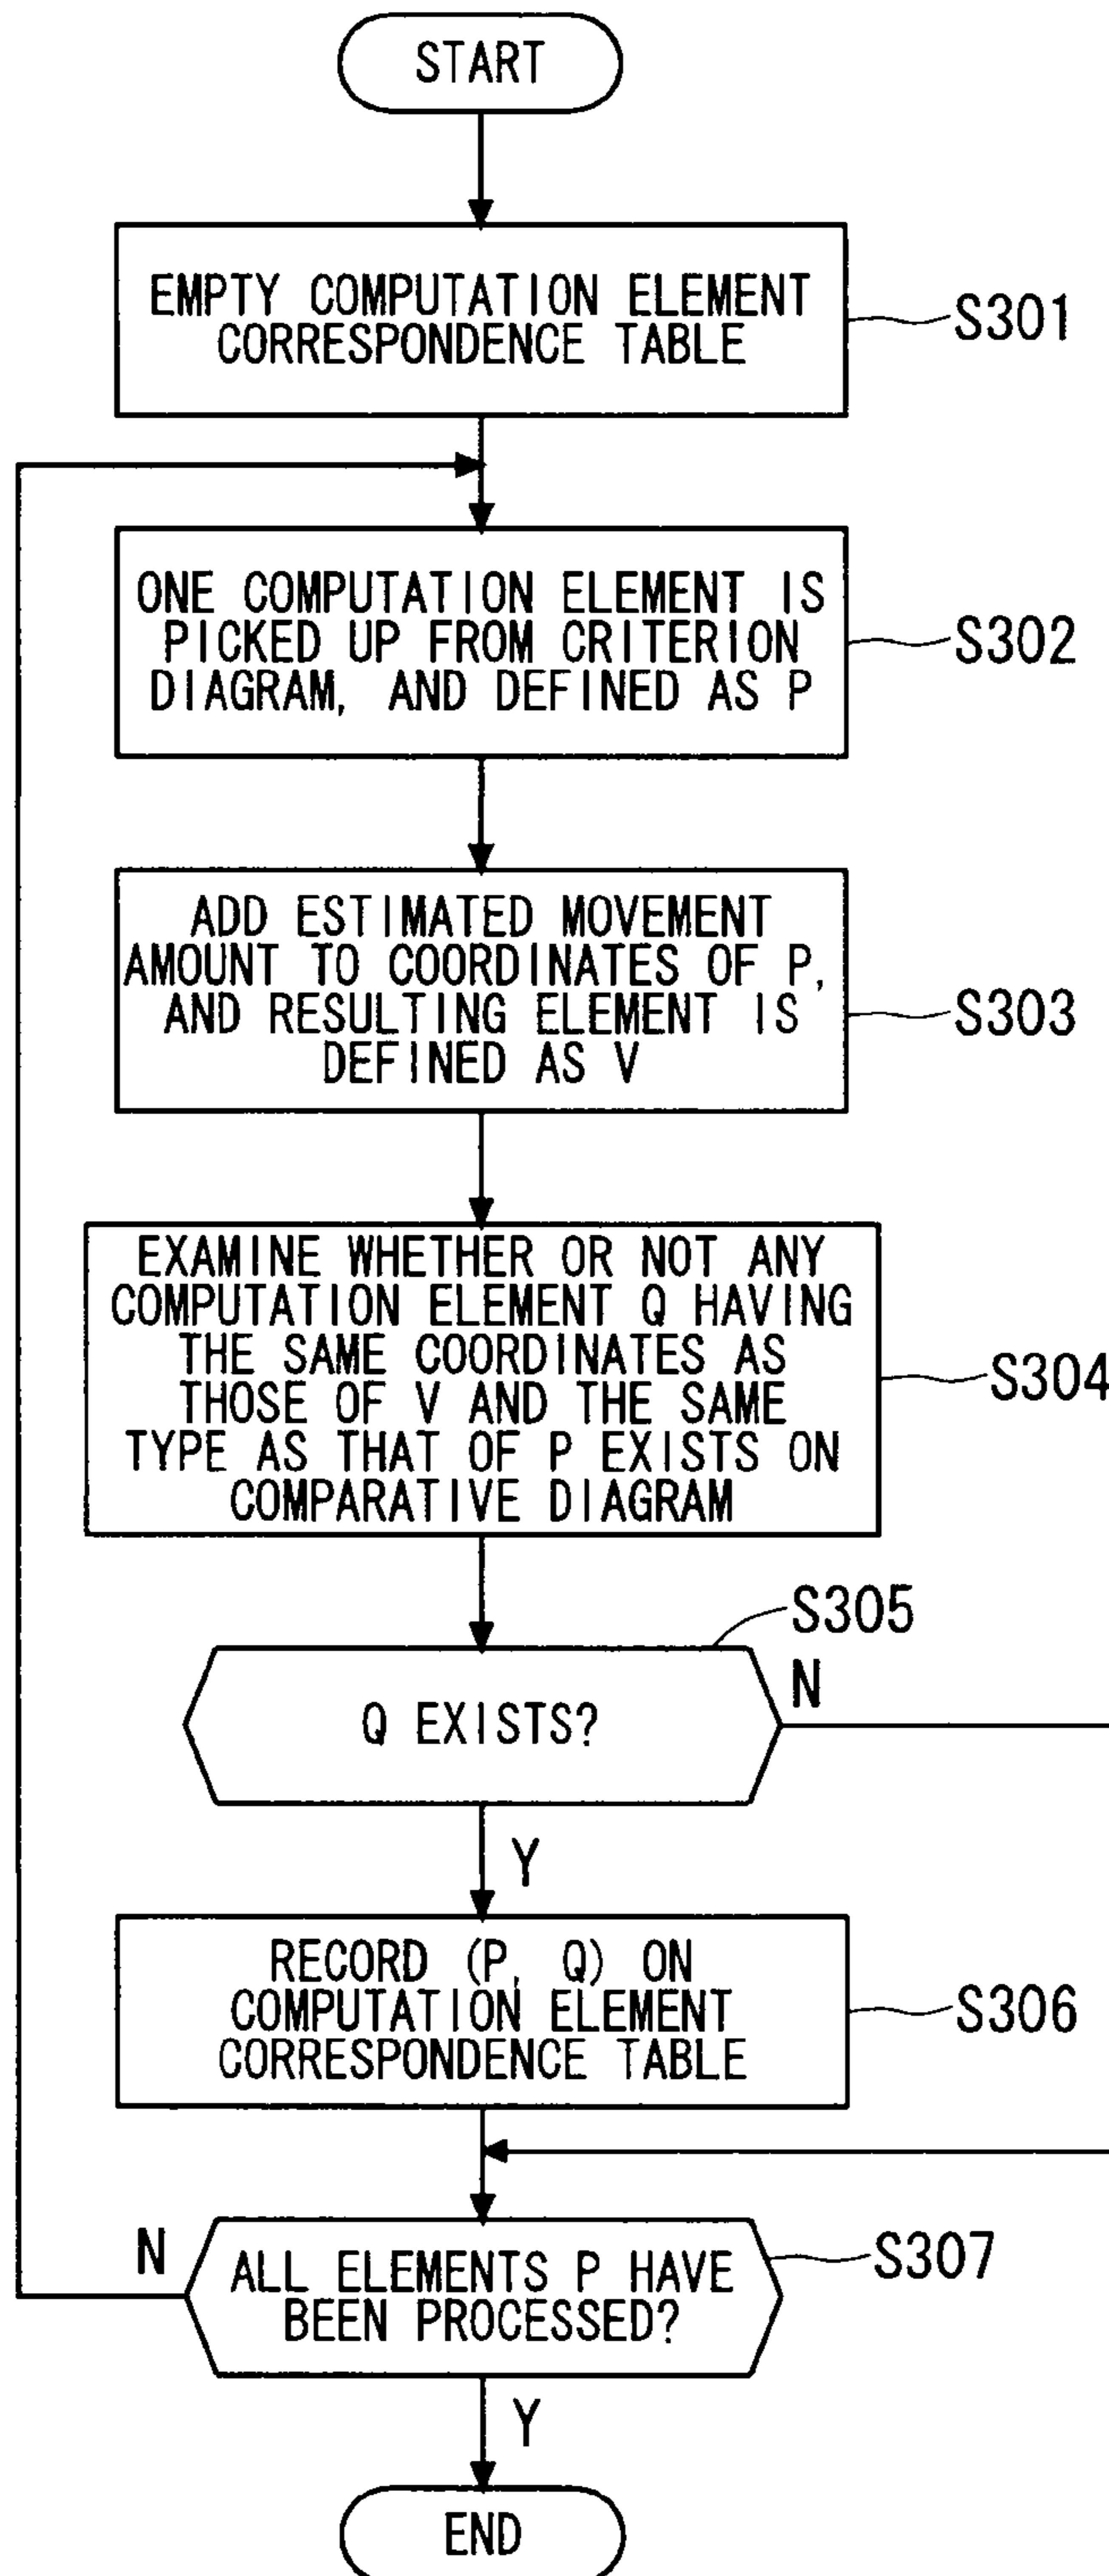 START
EMPTY COMPUTATION ELEMENT
CORRESPONDENCE TABLE
S301
ONE COMPUTATION ELEMENT IS
PICKED UP FROM CRITERION
DIAGRAM, AND DEFINED AS P
S302
ADD ESTIMATED MOVEMENT
AMOUNT TO COORDINATES OF P,
AND RESULTING ELEMENT IS
DEFINED AS V
S303
EXAMINE WHETHER OR NOT ANY
COMPUTATION ELEMENT Q HAVING
THE SAME COORDINATES AS
THOSE OF V AND THE SAME
TYPE AS THAT OF P EXISTS ON
COMPARATIVE DIAGRAM
S304
S305
Q EXISTS?
N
Y
RECORD (P, Q) ON
COMPUTATION ELEMENT
CORRESPONDENCE TABLE
S306
N
ALL ELEMENTS P HAVE
BEEN PROCESSED?
S307
Y
END